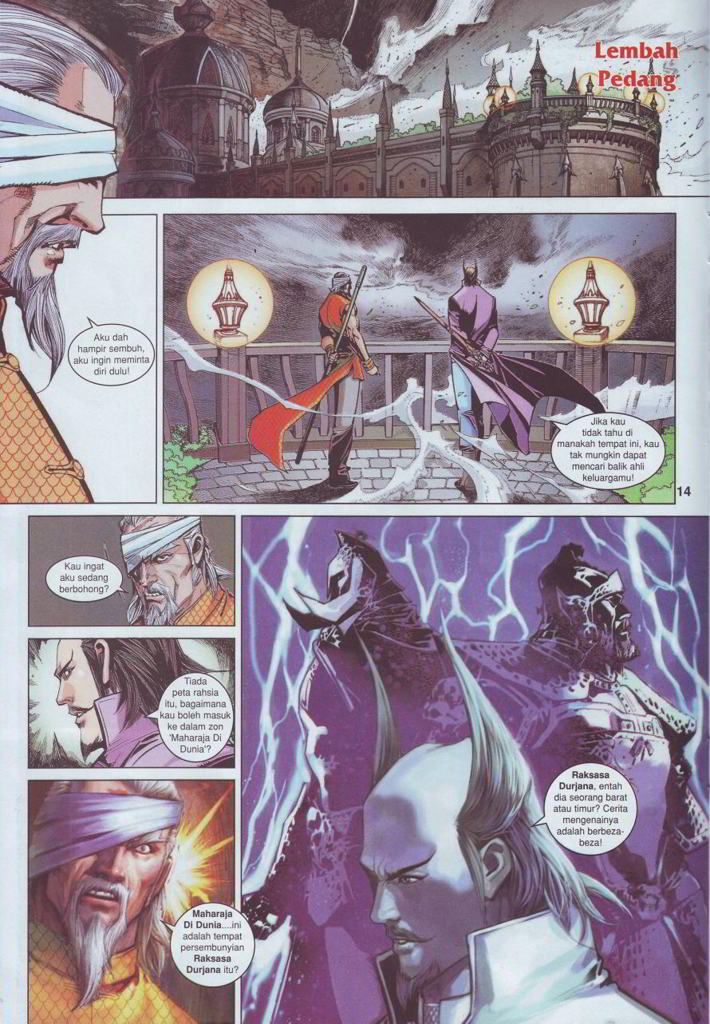 Lembah
Pedang
Aku dah
hampir sembuh,
aku ingin meminta
diri dulu!
Jika kau
tidak tahu di
manakah tempat ini, kau
tak mungkin dapat
mencari balik ahli
keluargamu!
14
Kau ingat
aku sedang
berbohong?
Tiada
peta rahsia
itu, bagaimana
kau boleh masuk
ke dalam zon
'Maharaja Di
Dunia'?
Maharaja
Di Dunia....ini
adalah tempat
persembunyian
Raksasa
Durjana itu?
Raksasa
Durjana, entah
dia seorang barat
atau timur? Cerita
mengenainya
adalah berbeza-
beza!